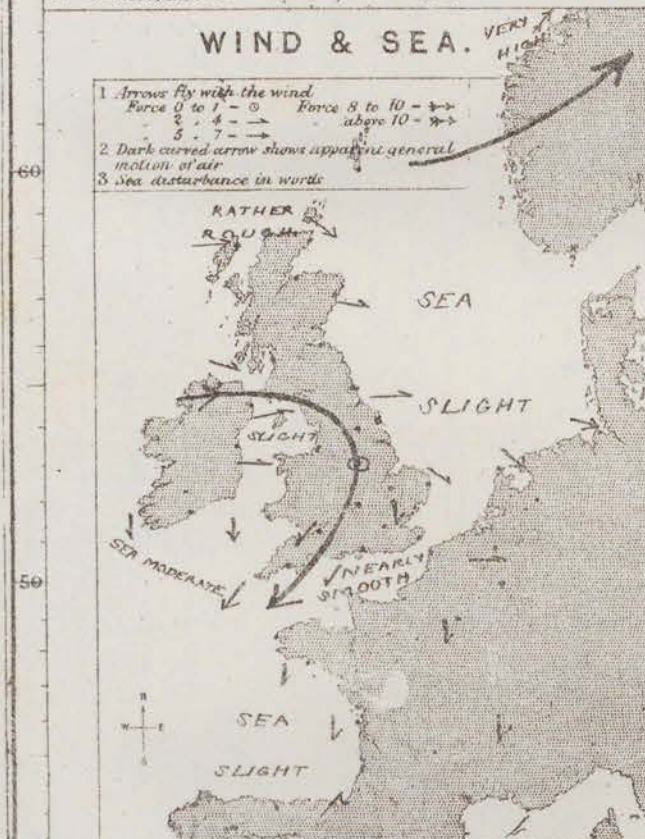 WIND & SEA.
VERY
HIGH
1 Arrows fly with the wind
Force 0 to 1 - ⊙ Force 8 to 10 -
" 2 . 4 - " above 10 -
" 5 . 7 -
2 Dark curved arrow shows apparent general
motion of air
3 Sea disturbance in words
60
RATHER
ROUGH
SEA
SLIGHT
SLIGHT
SEA MODERATE
NEARLY
SMOOTH
50
N
W E
S
SEA
SLIGHT